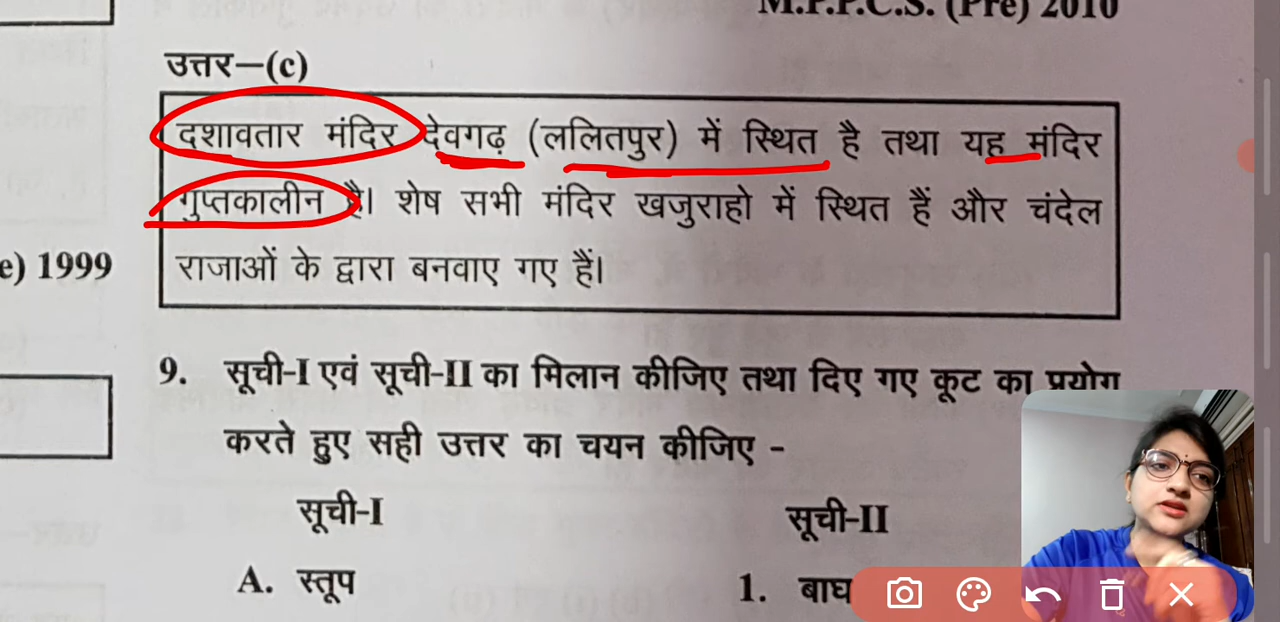 M.P.P.C.S. (Pre) 2010
उत्तर–(c)
दशावतार मंदिर देवगढ़ (ललितपुर) में स्थित है तथा यह मंदिर
गुप्तकालीन है। शेष सभी मंदिर खजुराहो में स्थित हैं और चंदेल
राजाओं के द्वारा बनवाए गए हैं।
e) 1999
9. सूची-I एवं सूची-II का मिलान कीजिए तथा दिए गए कूट का प्रयोग
करते हुए सही उत्तर का चयन कीजिए -
सूची-I सूची-II
A. स्तूप 1. बाघ